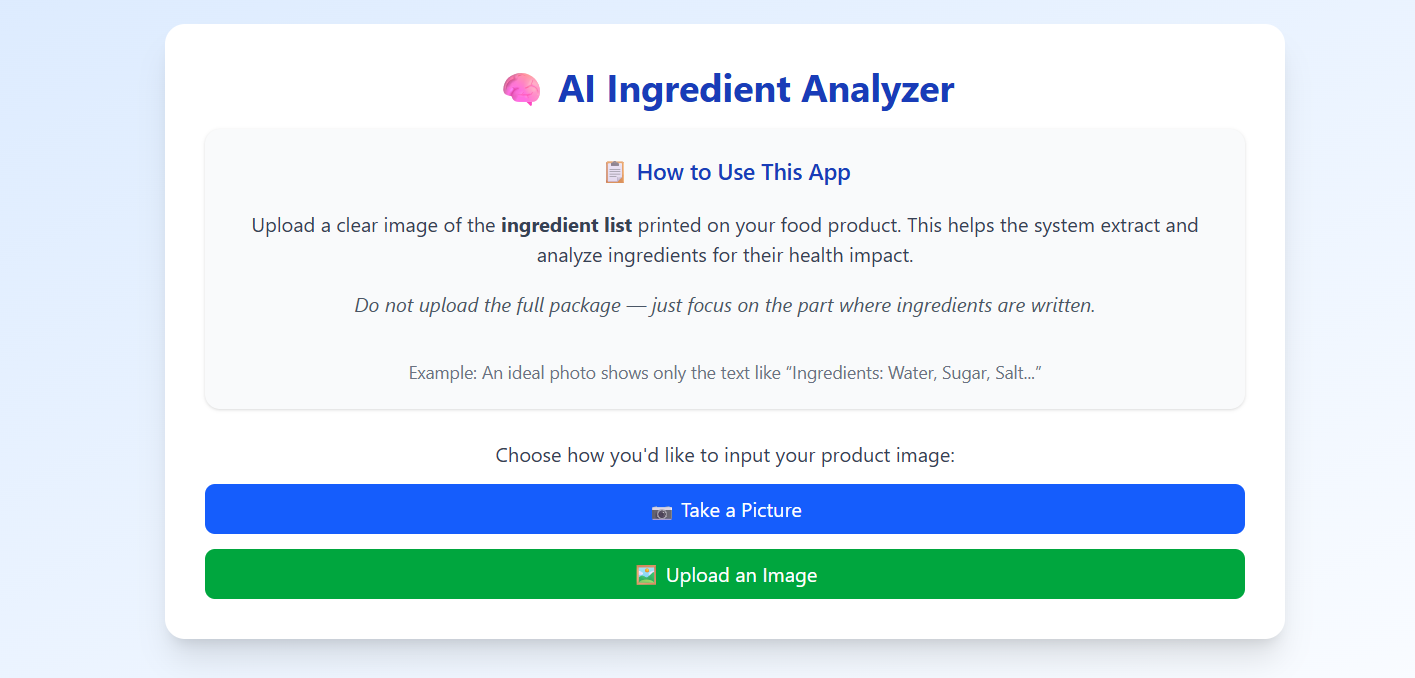 AI Ingredient Analyzer
How to Use This App
Upload a clear image of the ingredient list printed on your food product. This helps the system extract and
analyze ingredients for their health impact.
Do not upload the full package — just focus on the part where ingredients are written.
Example: An ideal photo shows only the text like “Ingredients: Water, Sugar, Salt...”
Choose how you'd like to input your product image:
Take a Picture
Upload an Image